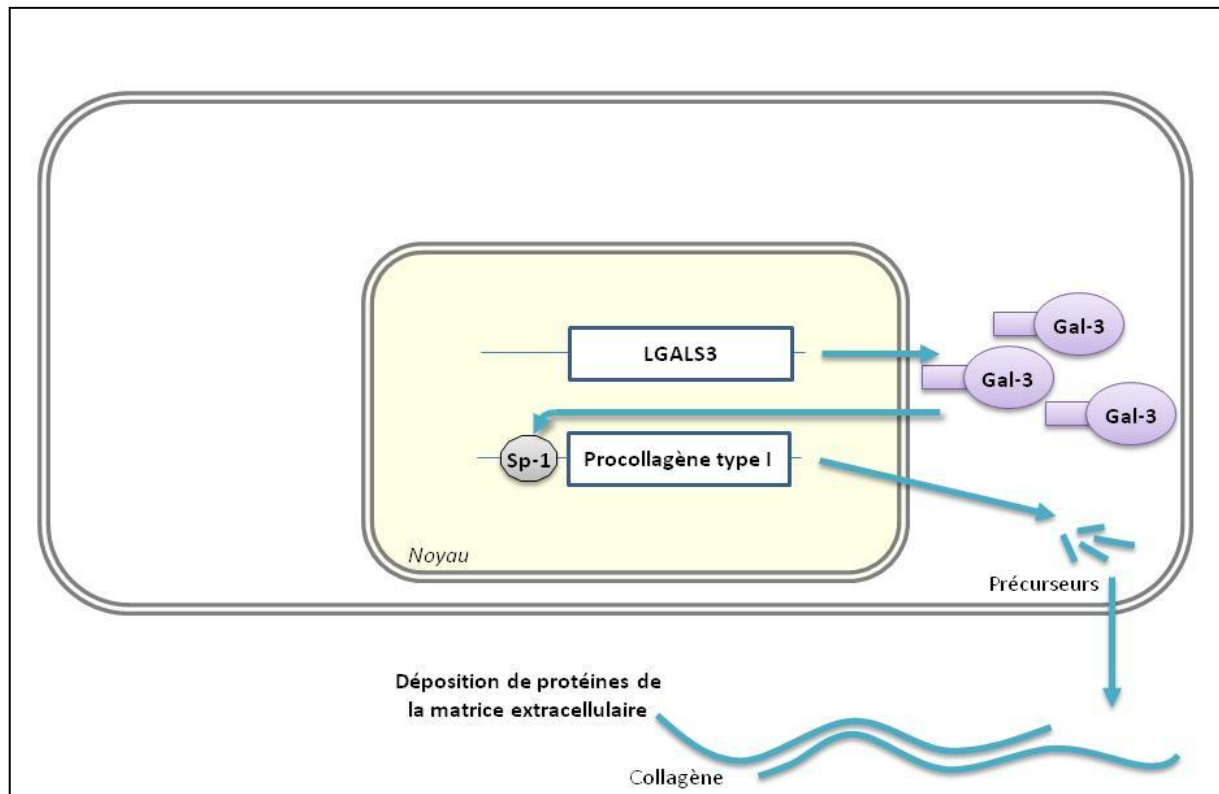 Gal-3
LGALS3
Gal-3
Gal-3
Sp-1
Procollagène type I
Noyau
Précurseurs
Déposition de protéines de
la matrice extracellulaire
Collagène